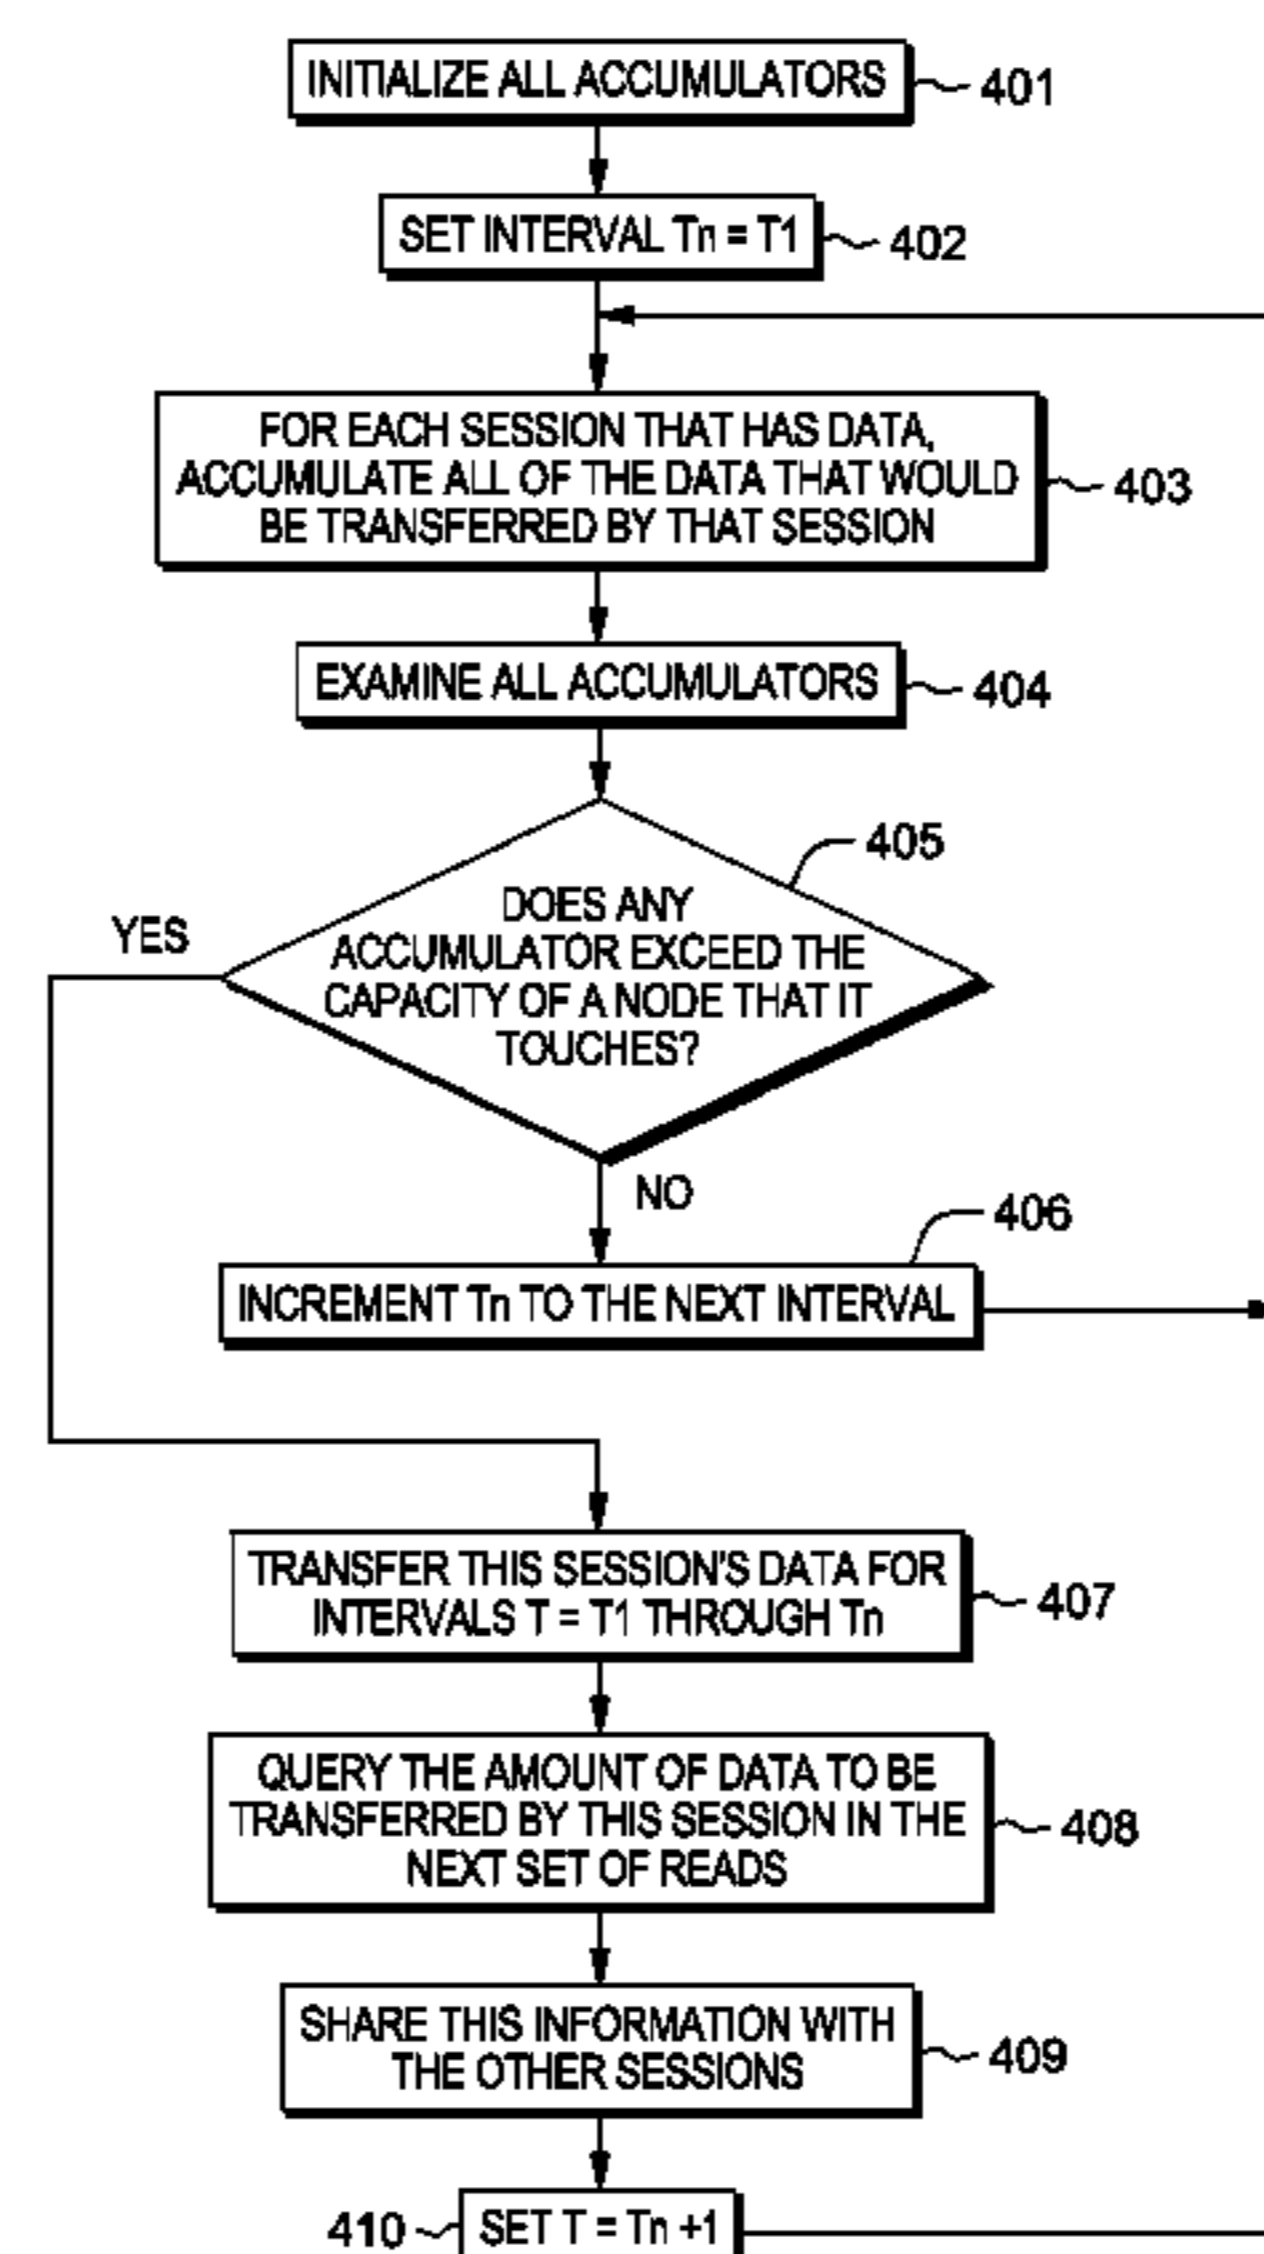 INITIALIZE ALL ACCUMULATORS
401
SET INTERVAL Tn = T1
402
FOR EACH SESSION THAT HAS DATA,
ACCUMULATE ALL OF THE DATA THAT WOULD
BE TRANSFERRED BY THAT SESSION
403
EXAMINE ALL ACCUMULATORS
404
405
DOES ANY
ACCUMULATOR EXCEED THE
CAPACITY OF A NODE THAT IT
TOUCHES?
YES
NO
406
INCREMENT Tn TO THE NEXT INTERVAL
TRANSFER THIS SESSION'S DATA FOR
INTERVALS T = T1 THROUGH Tn
407
QUERY THE AMOUNT OF DATA TO BE
TRANSFERRED BY THIS SESSION IN THE
NEXT SET OF READS
408
SHARE THIS INFORMATION WITH
THE OTHER SESSIONS
409
410
SET T = Tn +1